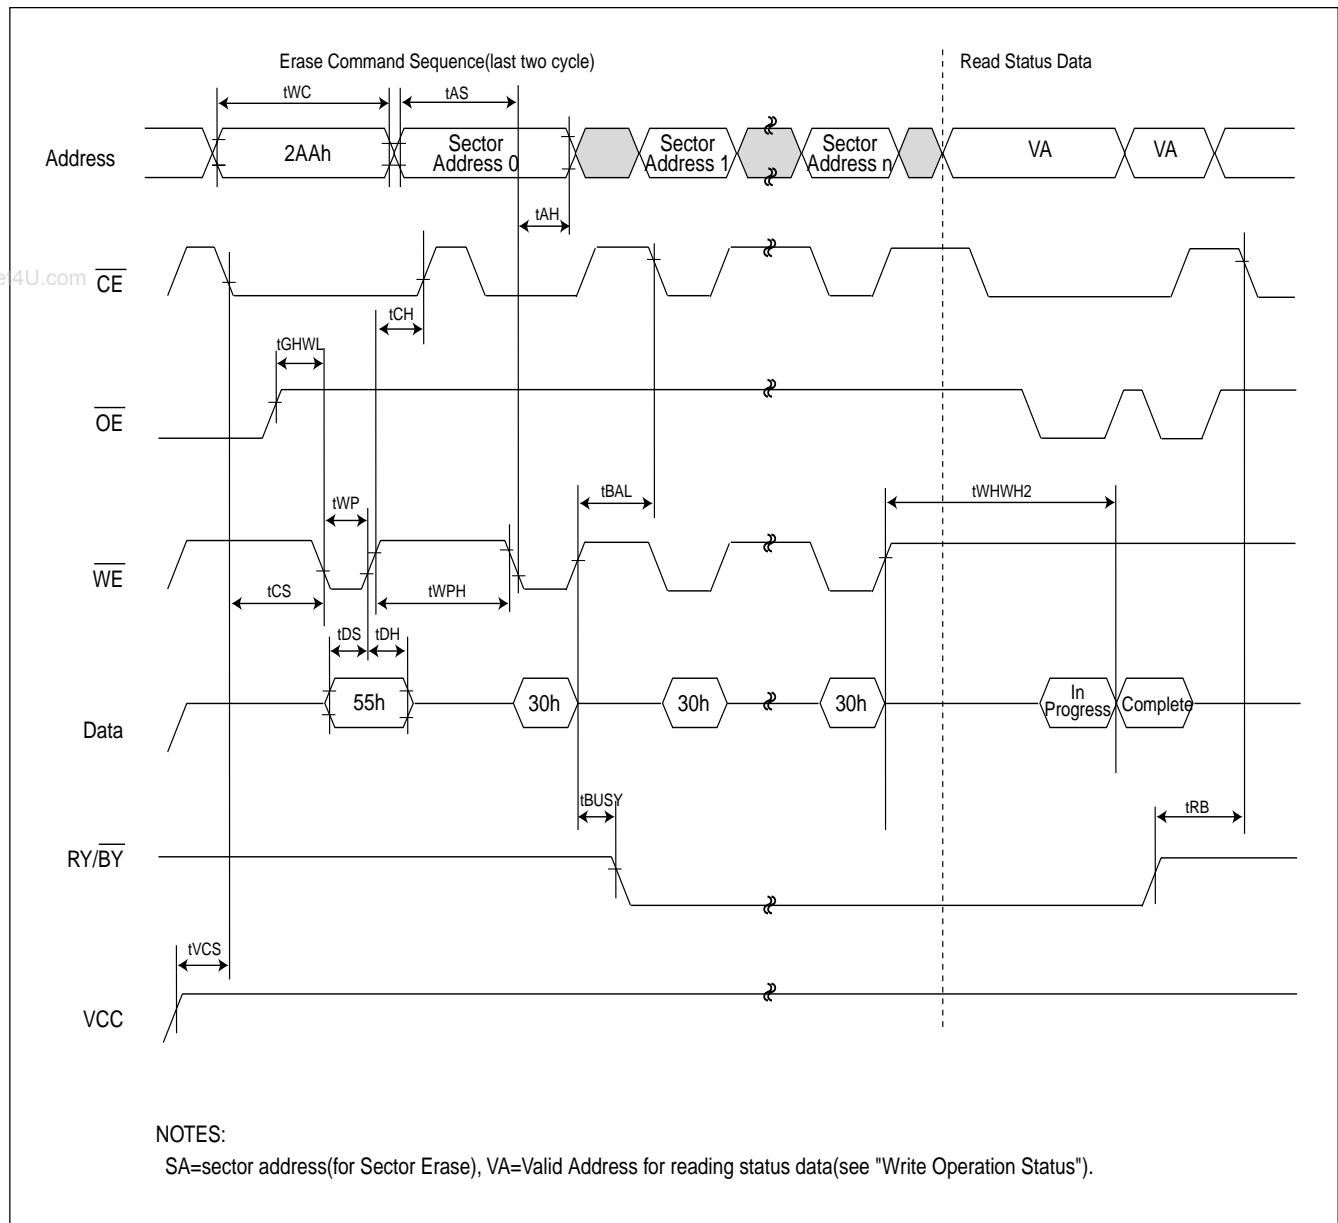 Erase Command Sequence(last two cycle)
Read Status Data
tWC
tAS
Address
2AAh
Sector
Address 0
Sector
Address 1
Sector
Address n
VA
VA
tAH
et4U.com
CE
tCH
tGHWL
OE
tWP
tBAL
tWHWH2
WE
tCS
tWPH
tDS
tDH
Data
55h
30h
30h
30h
In
Progress
Complete
tBUSY
tRB
RY/BY
tVCS
VCC
NOTES:
SA=sector address(for Sector Erase), VA=Valid Address for reading status data(see "Write Operation Status").